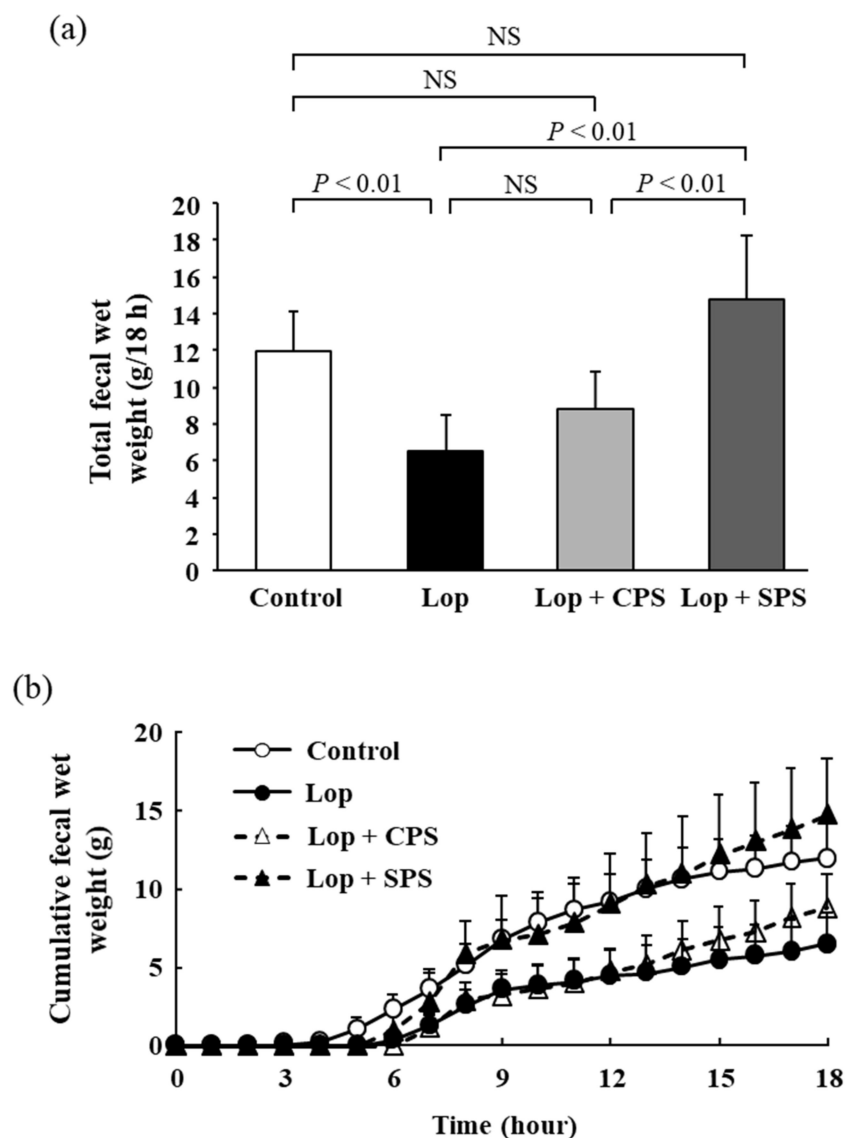 (a)
NS
NS
P < 0.01
P < 0.01 NS P < 0.01
Total fecal wet
weight (g/18 h)
20
18
16
14
12
10
8
6
4
2
0
Control Lop Lop + CPS Lop + SPS
(b)
Cumulative fecal wet
weight (g)
20
15
10
5
0
Control
Lop
Lop + CPS
Lop + SPS
0 3 6 9 12 15 18
Time (hour)